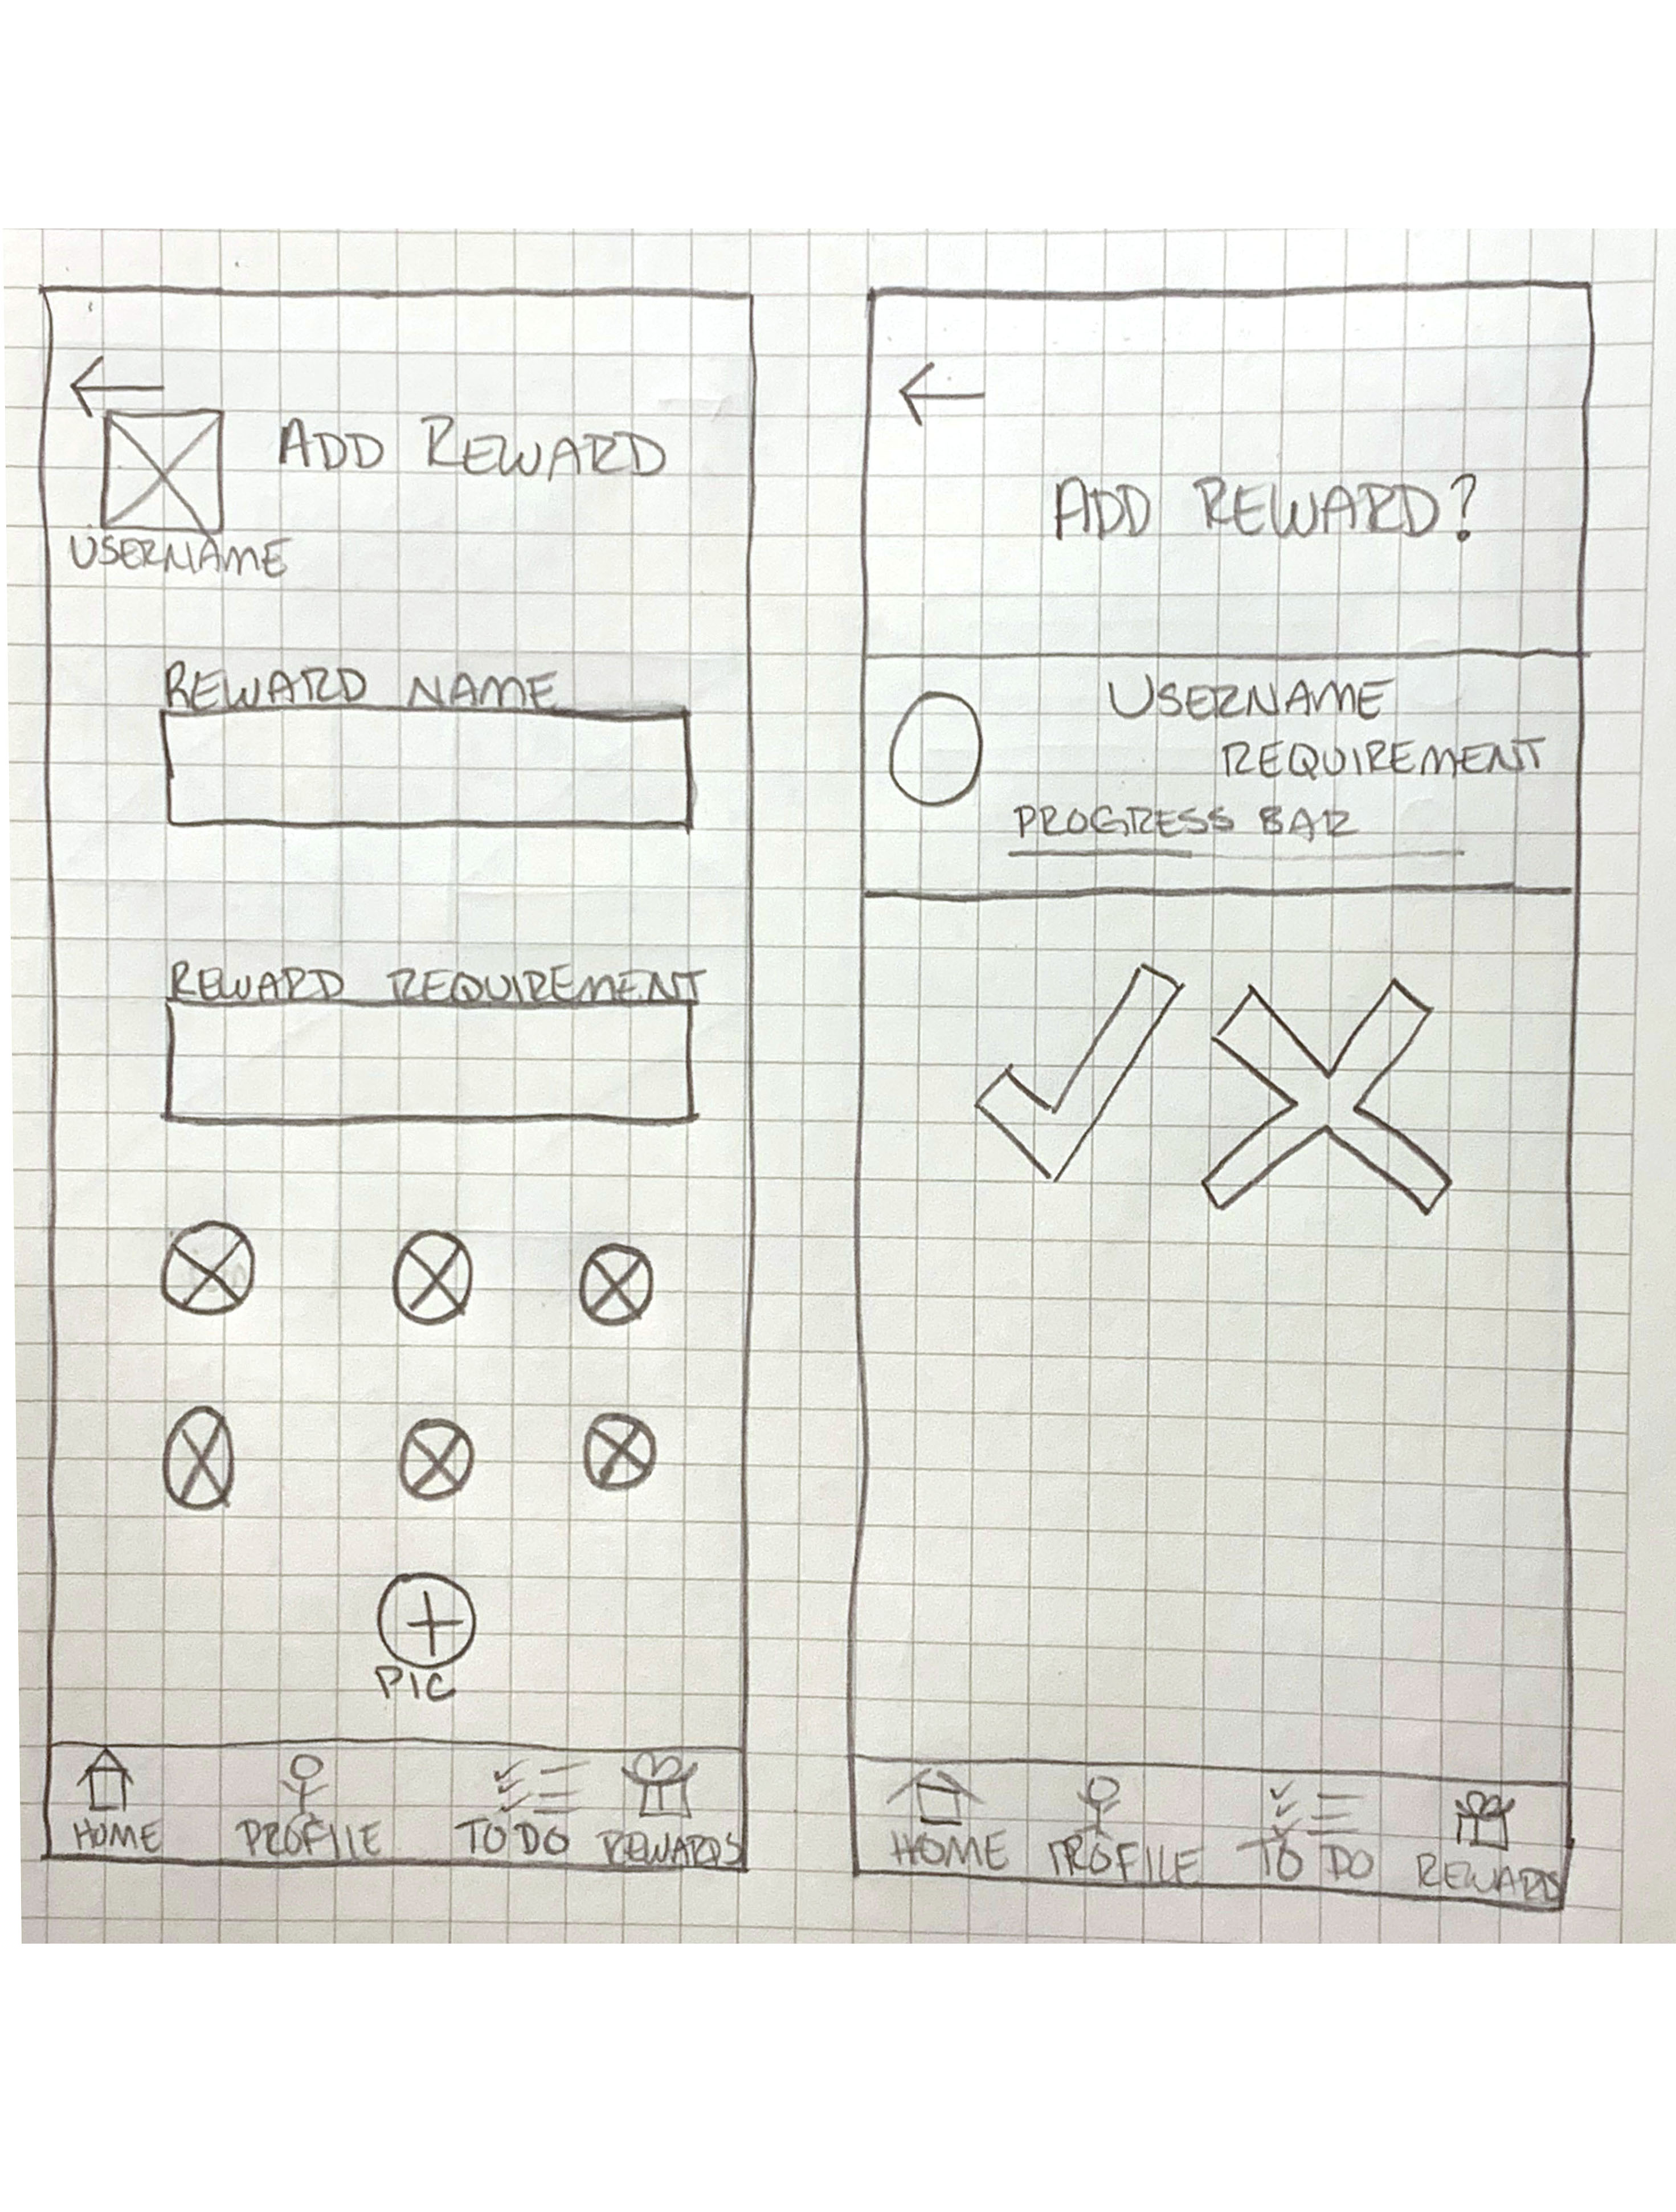 ADD REWARD
USERNAME
REWARD NAME
REWARD REQUIREMENT
PIC
HOME PROFILE TO DO REWARDS
ADD REWARD?
USERNAME
REQUIREMENT
PROGRESS BAR
HOME PROFILE TO DO REWARDS